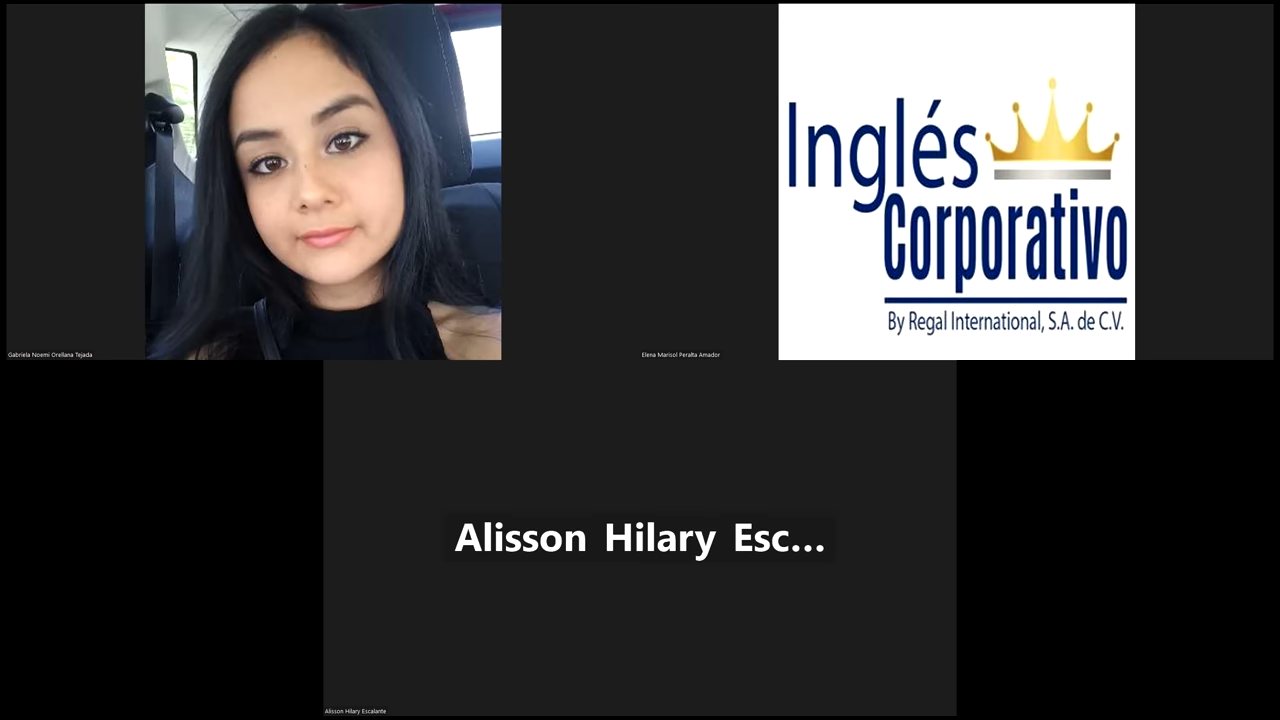 Inglés
Corporativo
By Regal International, S.A. de C.V.
Gabriela Noemi Orellana Tejada
Elena Marisol Peralta Amador
Alisson Hilary Esc...
Alisson Hilary Escalante